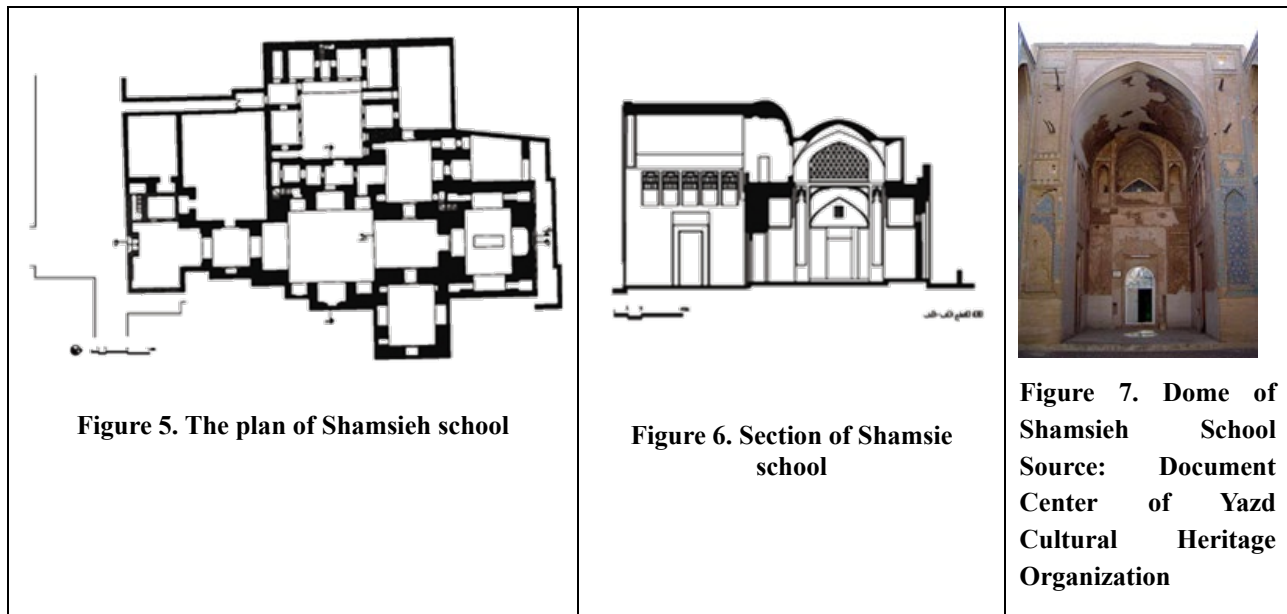 Figure 5. The plan of Shamsieh school
Figure 6. Section of Shamsie
school
Figure 7. Dome of
Shamsieh School
Source: Document
Center of Yazd
Cultural Heritage
Organization